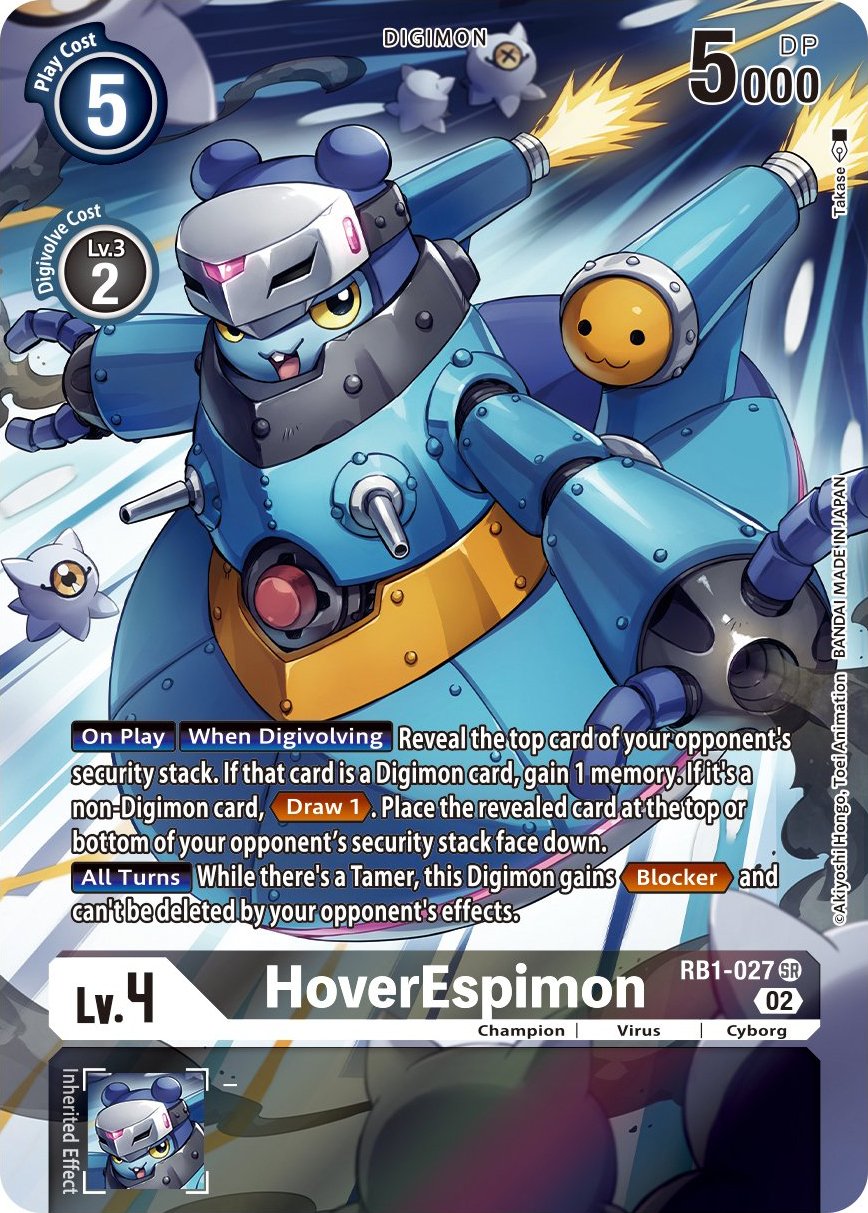 Play Cost
5
DIGIMON
5000
DP
Digivolve Cost
Lv.3
2
Takase
BANDAI MADE IN JAPAN
©Akiyoshi Hongo, Toei Animation
On Play When Digivolving Reveal the top card of your opponent's
security stack. If that card is a Digimon card, gain 1 memory. If it's a
non-Digimon card, Draw 1. Place the revealed card at the top or
bottom of your opponent's security stack face down.
All Turns While there's a Tamer, this Digimon gains Blocker and
can't be deleted by your opponent's effects.
Lv.4
HoverEspimon
RB1-027 SR
02
Champion | Virus | Cyborg
Inherited Effect
–